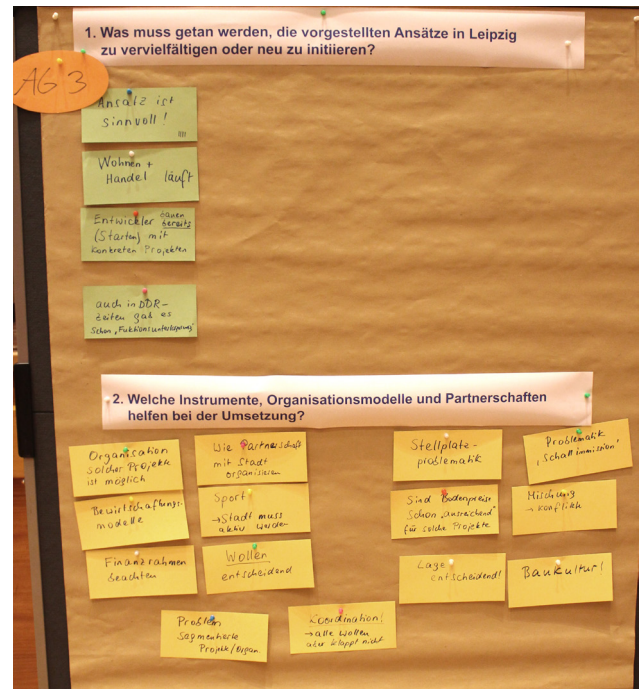 1. Was muss getan werden, die vorgestellten Ansätze in Leipzig
zu vervielfältigen oder neu zu initiieren?
AG 3
Ansatz ist
sinnvoll!
Wohnen +
Handel läuft
Entwickler bauen
bereits
(Starten) mit
konkreten Projekten
auch in DDR-
zeiten gab es
schon „Fuktionsunterlagerung"
2. Welche Instrumente, Organisationsmodelle und Partnerschaften
helfen bei der Umsetzung?
Organisation
solcher Projekte
ist möglich
Wie Partnerschaft
mit Stadt
organisieren
Stellplatz-
problematik
Problematik
„Schallimmission"
Bewirtschaftungs-
modelle
Sport
→ Stadt muss
aktiv werden
Sind Bodenpreise
schon „ausreichend"
für solche Projekte
Mischung
→ Konflikte
Finanzrahmen
beachten
Wollen
entscheidend
Lage
entscheidend!
Baukultur!
Problem
Segmentierte
Projekte/Organ.
Koordination!
→ alle wollen
aber klappt nicht